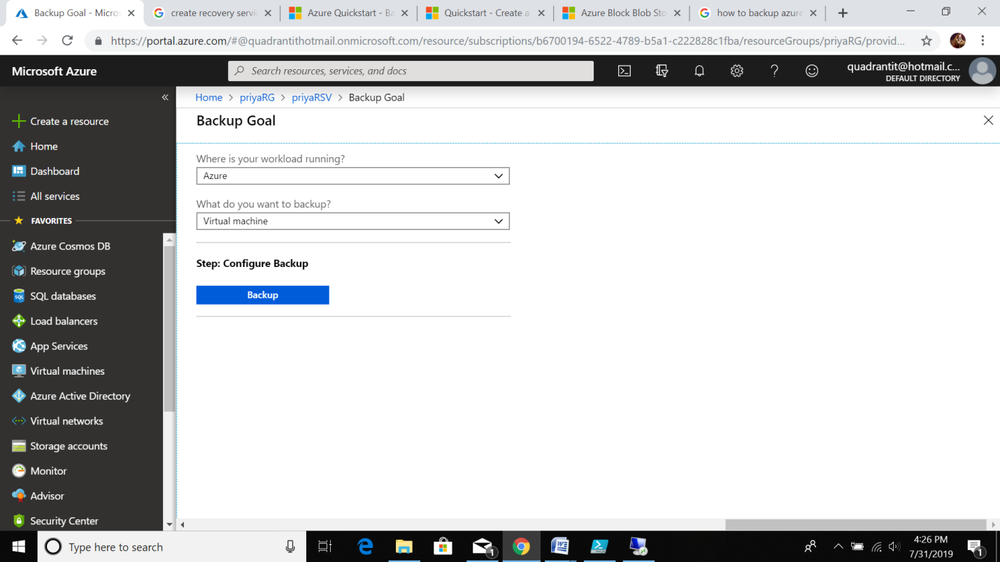 Backup Goal - Micros
create recovery servi
Azure Quickstart - Ba
Quickstart - Create a
Azure Block Blob Sto
how to backup azure
https://portal.azure.com/#@quadrantithotmail.onmicrosoft.com/resource/subscriptions/b6700194-6522-4789-b5a1-c222828c1fba/resourceGroups/priyaRG/provid...
Microsoft Azure
Search resources, services, and docs
quadrantit@hotmail.c...
DEFAULT DIRECTORY
Home > priyaRG > priyaRSV > Backup Goal
Backup Goal
Create a resource
Home
Dashboard
All services
FAVORITES
Azure Cosmos DB
Resource groups
SQL databases
Load balancers
App Services
Virtual machines
Azure Active Directory
Virtual networks
Storage accounts
Monitor
Advisor
Security Center
Where is your workload running?
Azure
What do you want to backup?
Virtual machine
Step: Configure Backup
Backup
Type here to search
1
4:26 PM
7/31/2019
1